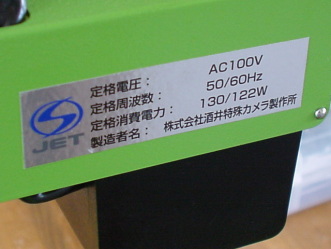 定格電圧： AC100V
定格周波数： 50/60Hz
定格消費電力： 130/122W
製造者名： 株式会社酒井特殊カメラ製作所
JET